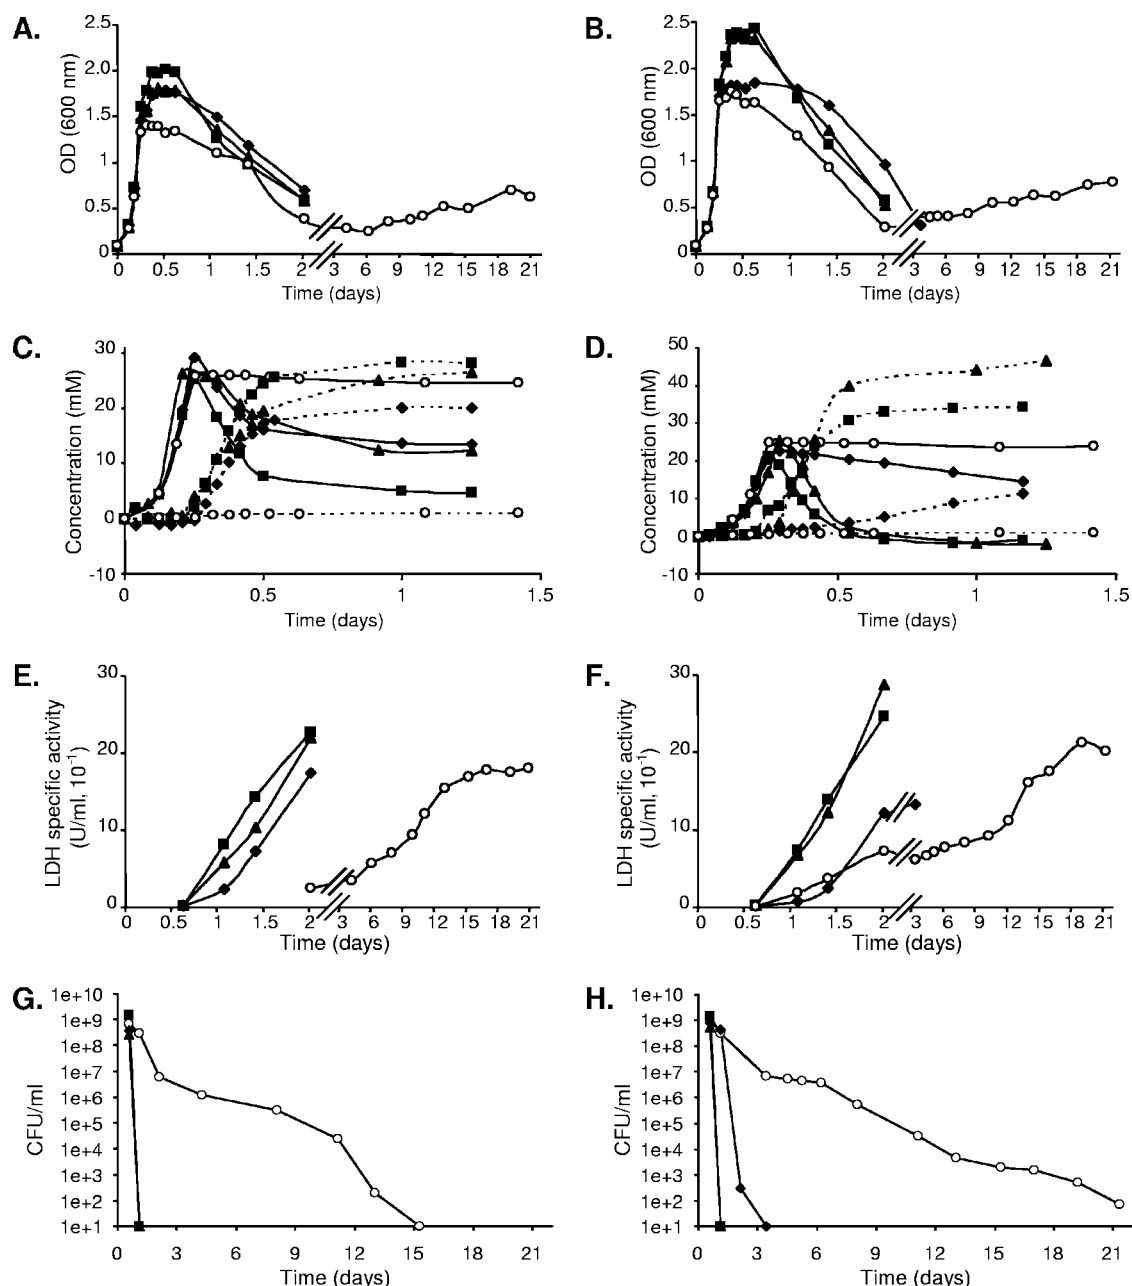 A.
OD (600 nm)
2.5
2.0
1.5
1
0.5
0
0 0.5 1 1.5 2 3 6 9 12 15 18 21
Time (days)
B.
OD (600 nm)
2.5
2.0
1.5
1
0.5
0
0 0.5 1 1.5 2 3 6 9 12 15 18 21
Time (days)
C.
Concentration (mM)
30
20
10
0
-10
0 0.5 1 1.5
Time (days)
D.
Concentration (mM)
50
40
30
20
10
0
-10
0 0.5 1 1.5
Time (days)
E.
LDH specific activity
(U/ml, 10⁻¹)
30
20
10
0
0 0.5 1 1.5 2 3 6 9 12 15 18 21
Time (days)
F.
LDH specific activity
(U/ml, 10⁻¹)
30
20
10
0
0 0.5 1 1.5 2 3 6 9 12 15 18 21
Time (days)
G.
CFU/ml
1e+10
1e+9
1e+8
1e+7
1e+6
1e+5
1e+4
1e+3
1e+2
1e+1
0 3 6 9 12 15 18 21
Time (days)
H.
CFU/ml
1e+10
1e+9
1e+8
1e+7
1e+6
1e+5
1e+4
1e+3
1e+2
1e+1
0 3 6 9 12 15 18 21
Time (days)